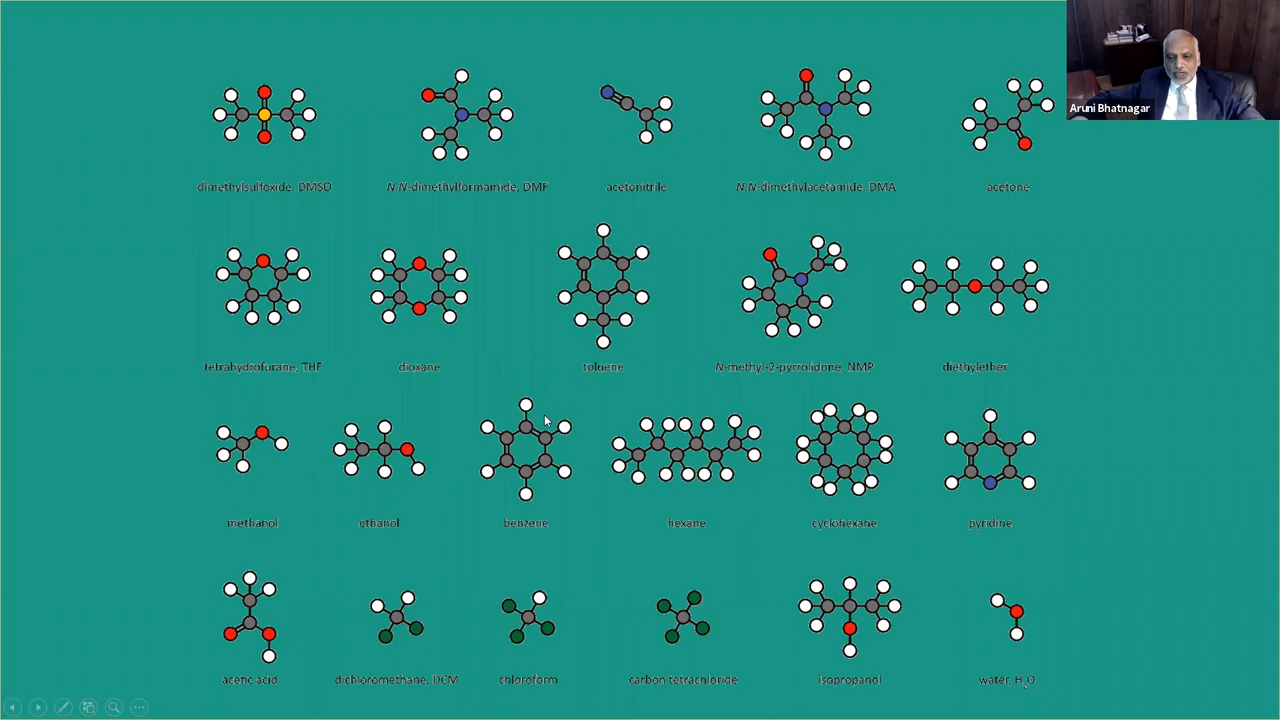 Aruni Bhatnagar
dimethylsulfoxide, DMSO
N,N-dimethylformamide, DMF
acetonitrile
N,N-dimethylacetamide, DMA
acetone
tetrahydrofurane, THF
dioxane
toluene
N-methyl-2-pyrrolidone, NMP
diethylether
methanol
ethanol
benzene
hexane
cyclohexane
pyridine
acetic acid
dichloromethane, DCM
chloroform
carbon tetrachloride
isopropanol
water, H₂O